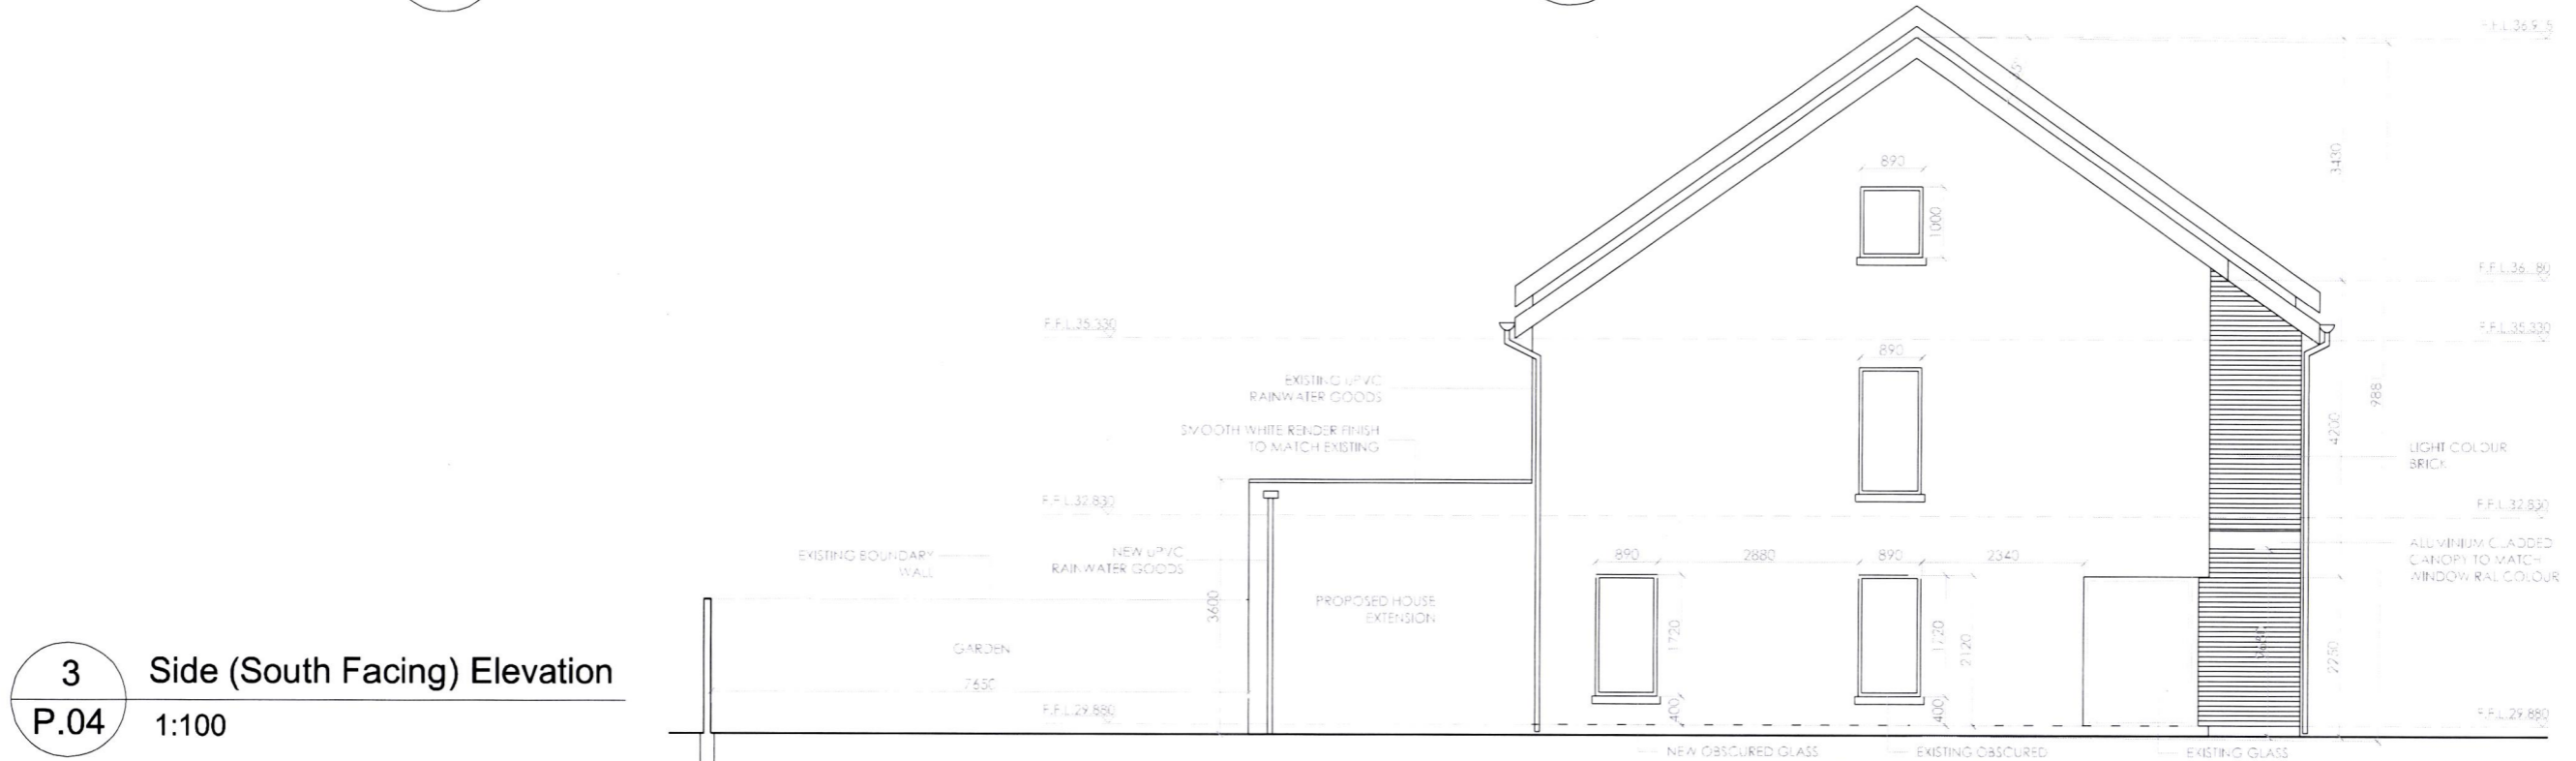 890
1000
3430
F.F.L.35.330
F.F.L.35.330
890
EXISTING uPVC
RAINWATER GOODS
SMOOTH WHITE RENDER FINISH
TO MATCH EXISTING
4200
LIGHT COLOUR
BRICK
F.F.L.32.830
F.F.L.32.830
EXISTING BOUNDARY
WALL
NEW uPVC
RAINWATER GOODS
890
2880
890
2340
ALUMINIUM CLADDED
CANOPY TO MATCH
WINDOW RAL COLOUR
3600
PROPOSED HOUSE
EXTENSION
1720
1720
2120
2250
GARDEN
7650
400
400
F.F.L.29.880
F.F.L.29.880
NEW OBSCURED GLASS
EXISTING OBSCURED
EXISTING GLASS
3
P.04
Side (South Facing) Elevation
1:100